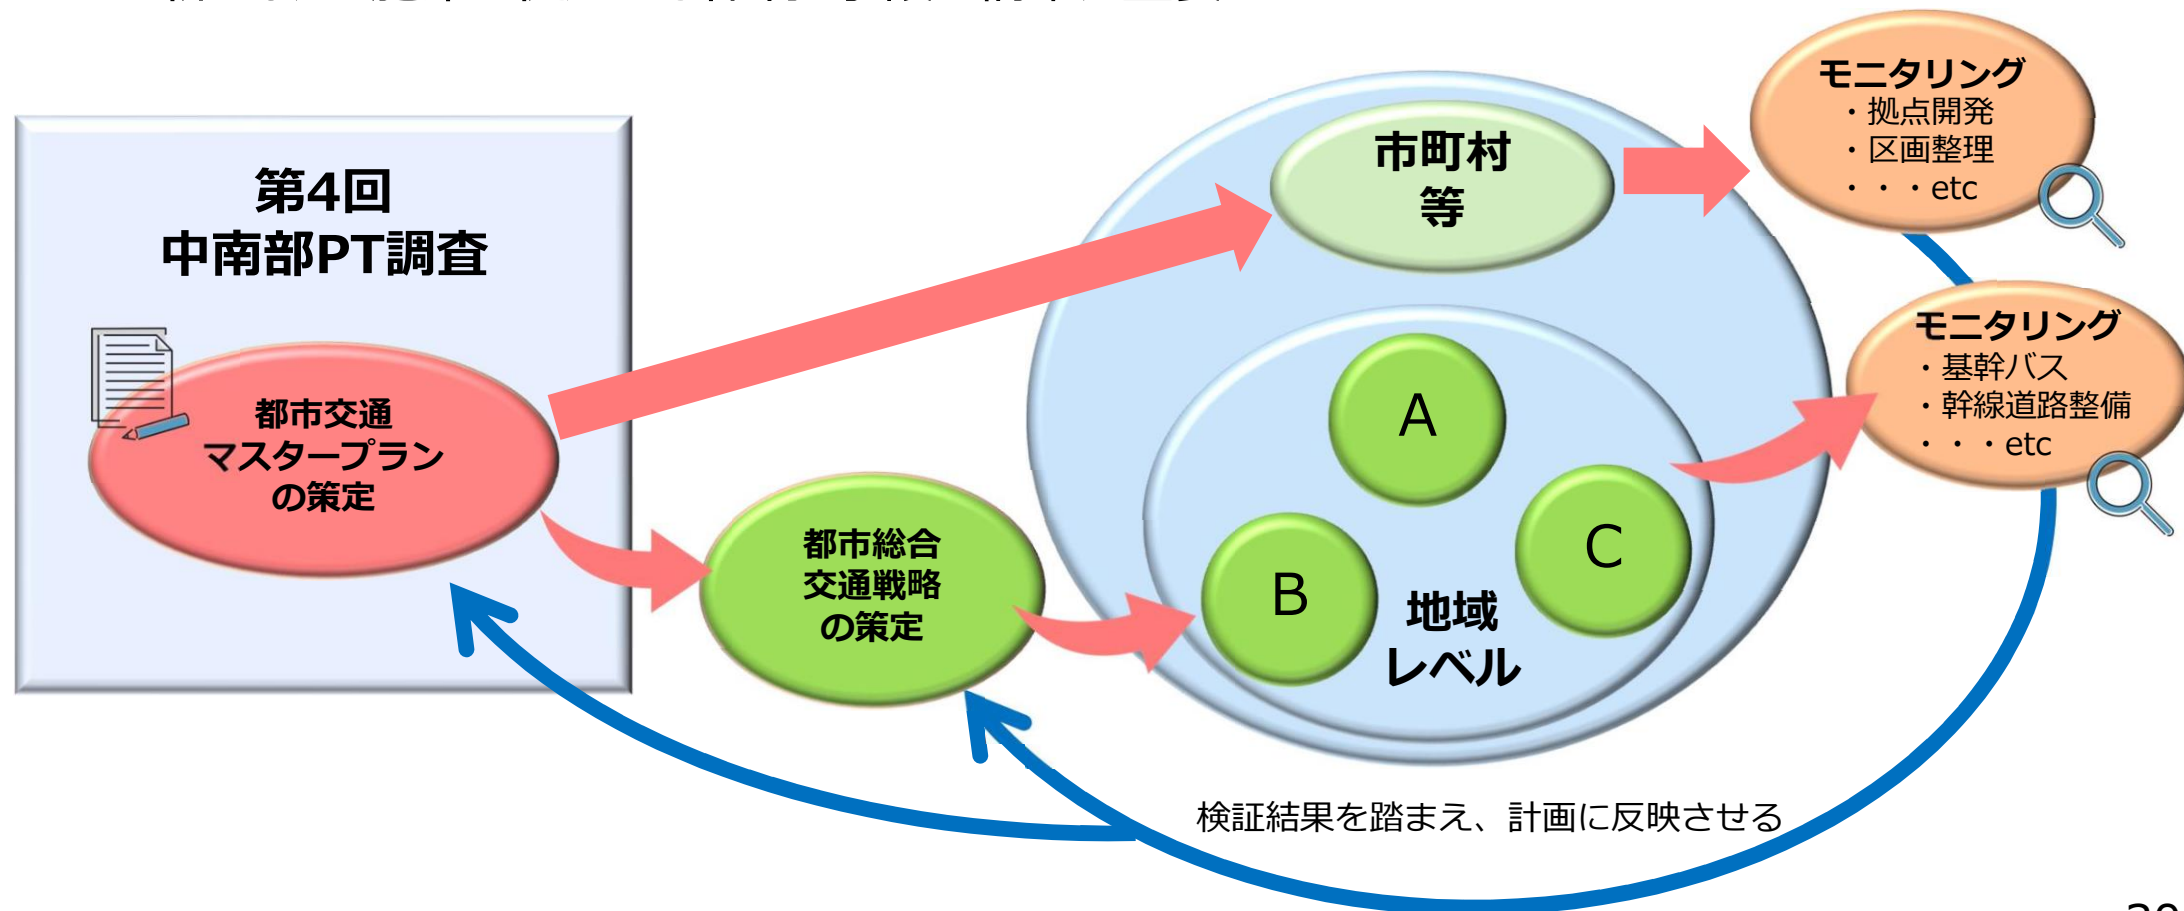 第4回
中南部PT調査
都市交通
マスタープラン
の策定
都市総合
交通戦略
の策定
市町村
等
A
B
C
地域
レベル
モニタリング
・拠点開発
・区画整理
・・・etc
モニタリング
・基幹バス
・幹線道路整備
・・・etc
検証結果を踏まえ、計画に反映させる